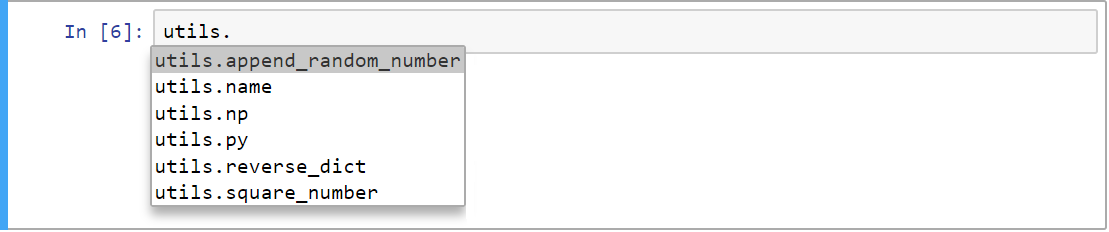 In [6]: utils.
utils.append_random_number
utils.name
utils.np
utils.py
utils.reverse_dict
utils.square_number